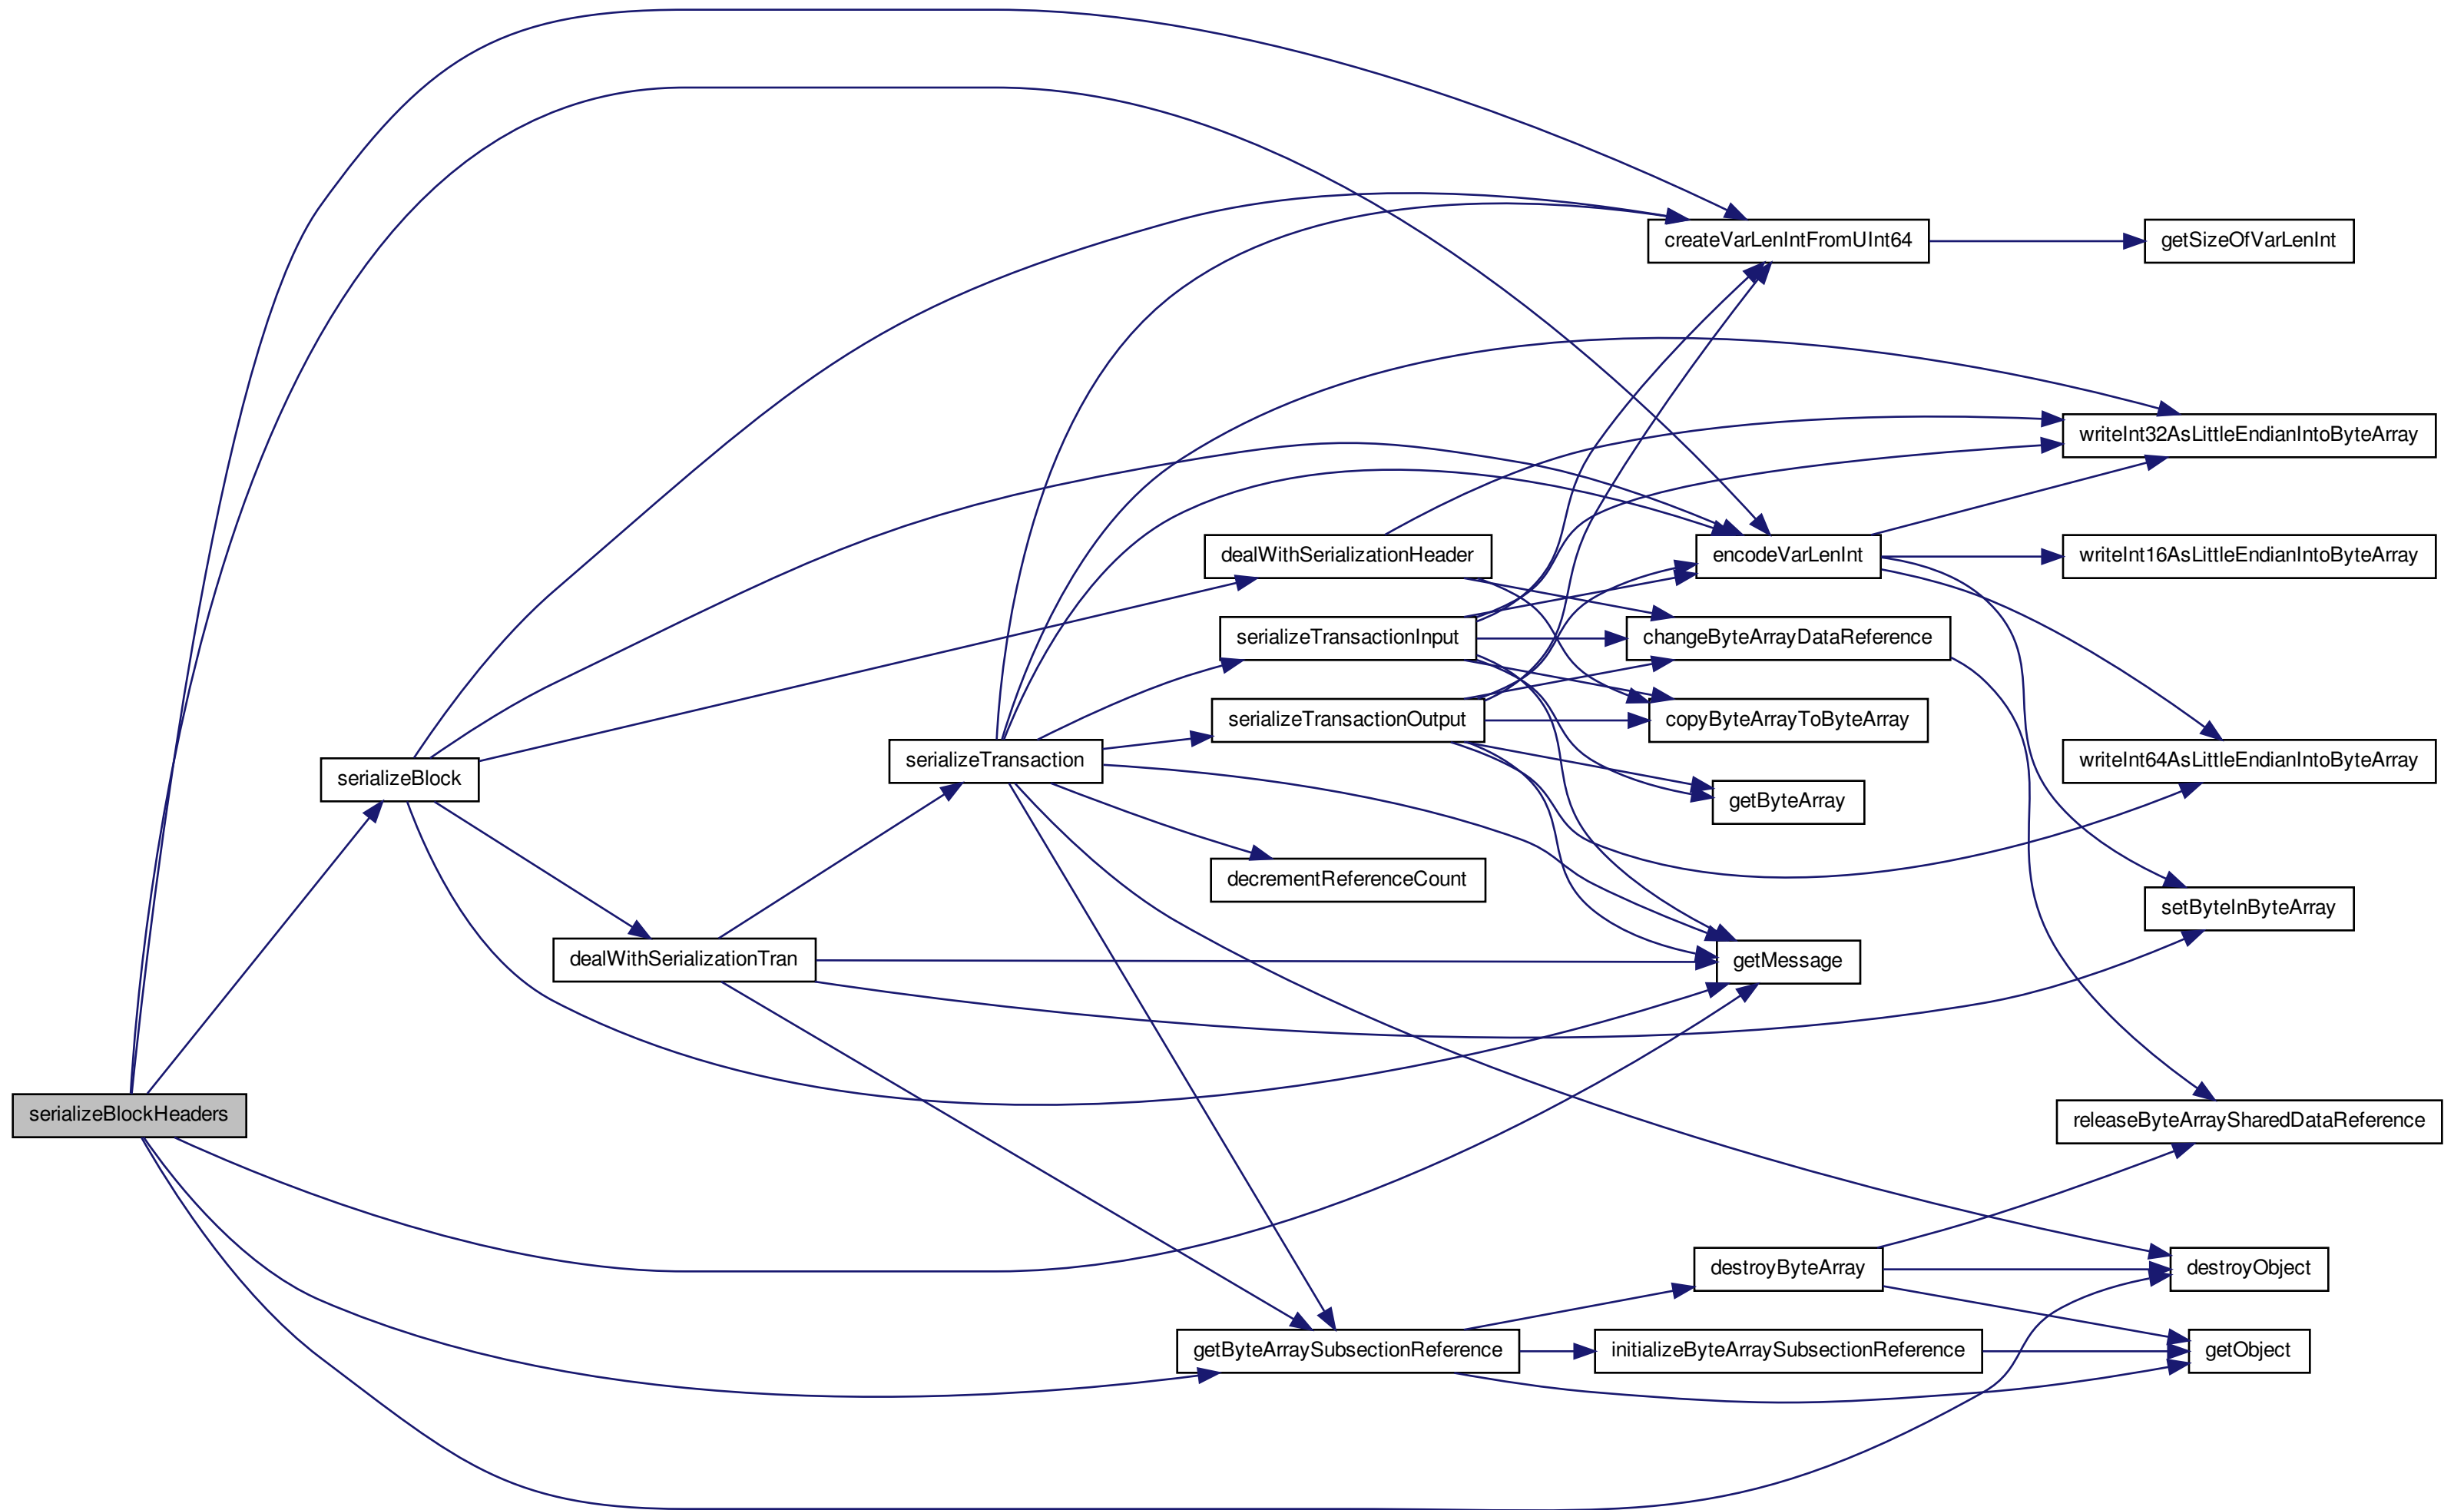 serializeBlockHeaders
serializeBlock
dealWithSerializationTran
serializeTransaction
dealWithSerializationHeader
serializeTransactionInput
serializeTransactionOutput
decrementReferenceCount
getByteArraySubsectionReference
createVarLenIntFromUInt64
encodeVarLenInt
changeByteArrayDataReference
copyByteArrayToByteArray
getByteArray
getMessage
destroyByteArray
initializeByteArraySubsectionReference
getSizeOfVarLenInt
writeInt32AsLittleEndianIntoByteArray
writeInt16AsLittleEndianIntoByteArray
writeInt64AsLittleEndianIntoByteArray
setByteInByteArray
releaseByteArraySharedDataReference
destroyObject
getObject